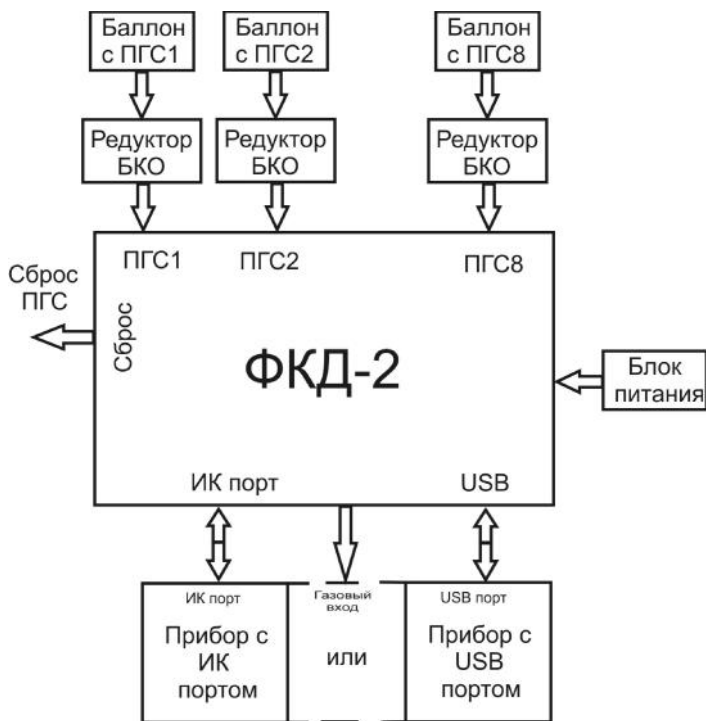 Баллон
с ПГС1
Баллон
с ПГС2
Баллон
с ПГС8
Редуктор
БКО
Редуктор
БКО
Редуктор
БКО
ПГС1
ПГС2
ПГС8
Сброс
ПГС
Сброс
ФКД-2
Блок
питания
ИК порт
USB
ИК порт
Газовый
вход
USB порт
Прибор с
ИК
портом
или
Прибор с
USB
портом